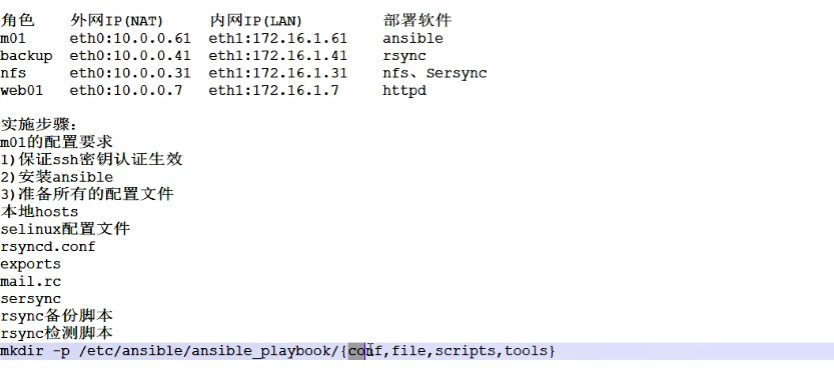 角色 外网IP(NAT) 内网IP(LAN) 部署软件
m01 eth0:10.0.0.61 eth1:172.16.1.61 ansible
backup eth0:10.0.0.41 eth1:172.16.1.41 rsync
nfs eth0:10.0.0.31 eth1:172.16.1.31 nfs、Sersync
web01 eth0:10.0.0.7 eth1:172.16.1.7 httpd
实施步骤:
m01的配置要求
1)保证ssh密钥认证生效
2)安装ansible
3)准备所有的配置文件
本地hosts
selinux配置文件
rsyncd.conf
exports
mail.rc
sersync
rsync备份脚本
rsync检测脚本
mkdir -p /etc/ansible/ansible_playbook/{conf,file,scripts,tools}